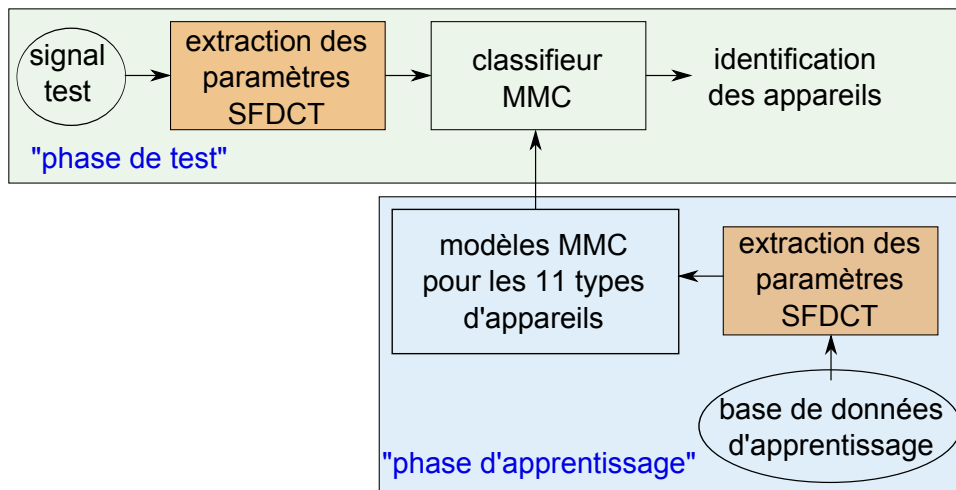 signal
test
extraction des
paramètres
SFDCT
classifieur
MMC
identification
des appareils
"phase de test"
modèles MMC
pour les 11 types
d'appareils
extraction des
paramètres
SFDCT
base de données
d'apprentissage
"phase d'apprentissage"